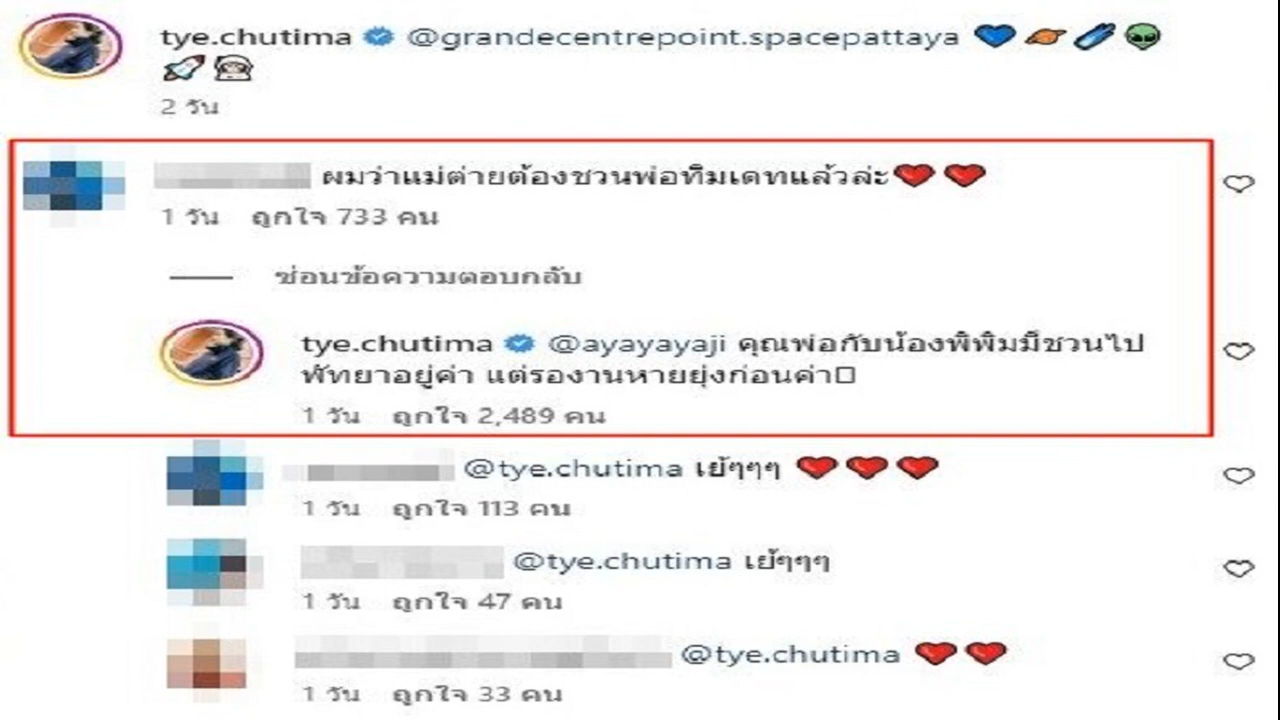 tye.chutima @grandecentrepoint.spacepattaya 💙🪐☄️👽
🚀👩‍🚀
2 วัน
ผมว่าแม่ต่ายต้องชวนพ่อทิมเดทแล้วล่ะ❤️❤️
1 วัน ถูกใจ 733 คน
ซ่อนข้อความตอบกลับ
tye.chutima @ayayayaji คุณพ่อกับน้องพิพิมมีชวนไป
พัทยาอยู่ค่า แต่รองานหายยุ่งก่อนค่า
1 วัน ถูกใจ 2,489 คน
@tye.chutima เย้ๆๆๆ ❤️❤️❤️
1 วัน ถูกใจ 113 คน
@tye.chutima เย้ๆๆๆ
1 วัน ถูกใจ 47 คน
@tye.chutima ❤️❤️
1 วัน ถูกใจ 33 คน